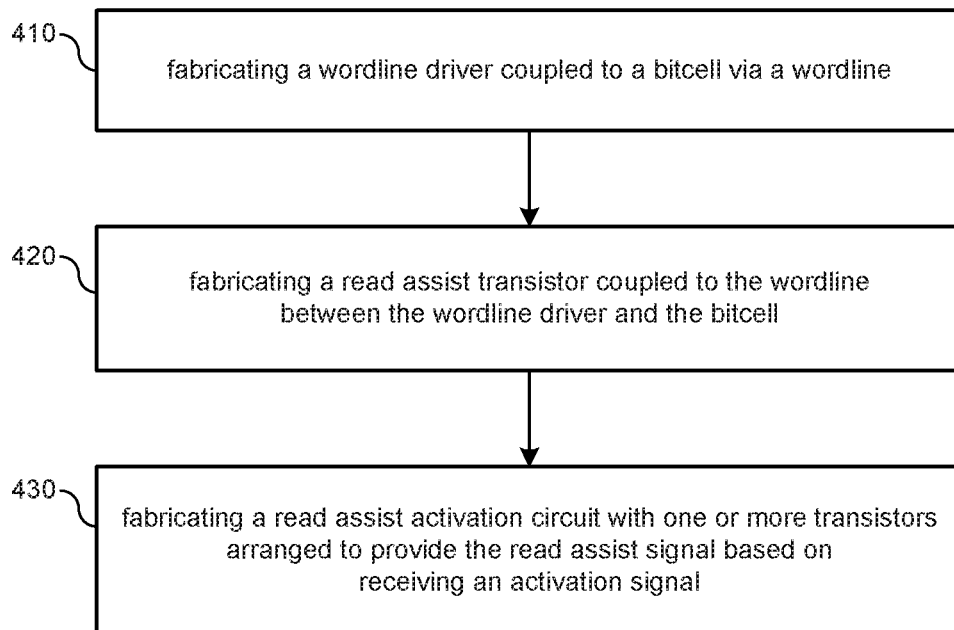 410
fabricating a wordline driver coupled to a bitcell via a wordline
420
fabricating a read assist transistor coupled to the wordline
between the wordline driver and the bitcell
430
fabricating a read assist activation circuit with one or more transistors
arranged to provide the read assist signal based on
receiving an activation signal